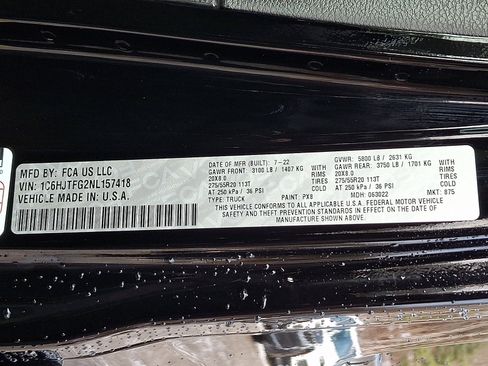 MFD BY: FCA US LLC
VIN: 1C6HJTFG2NL157418
VEHICLE MADE IN: U.S.A.
DATE OF MFR (BUILT): 7-22
GAWR FRONT: 3100 LB / 1407 KG
20X8.0 RIMS
275/55R20 113T TIRES
AT 250 kPa / 36 PSI
TYPE: TRUCK PAINT: PX8
GVWR: 5800 LB / 2631 KG
GAWR REAR: 3750 LB / 1701 KG
20X8.0 RIMS
275/55R20 113T TIRES
AT 250 kPa / 36 PSI
MDH: 063022 MKT: 875
THIS VEHICLE CONFORMS TO ALL APPLICABLE U.S.A. FEDERAL MOTOR VEHICLE
SAFETY, BUMPER, AND THEFT PREVENTION STANDARDS IN EFFECT ON THE DATE OF
MANUFACTURE SHOWN ABOVE.